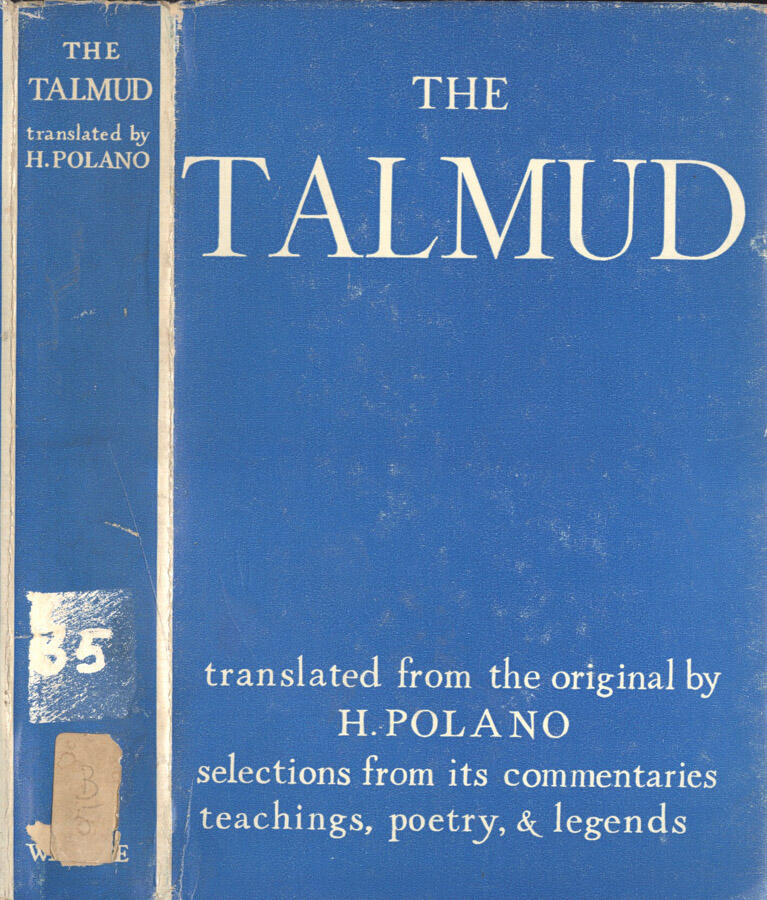 THE
TALMUD
translated by
H. POLANO
35
THE
TALMUD
translated from the original by
H. POLANO
selections from its commentaries
teachings, poetry, & legends